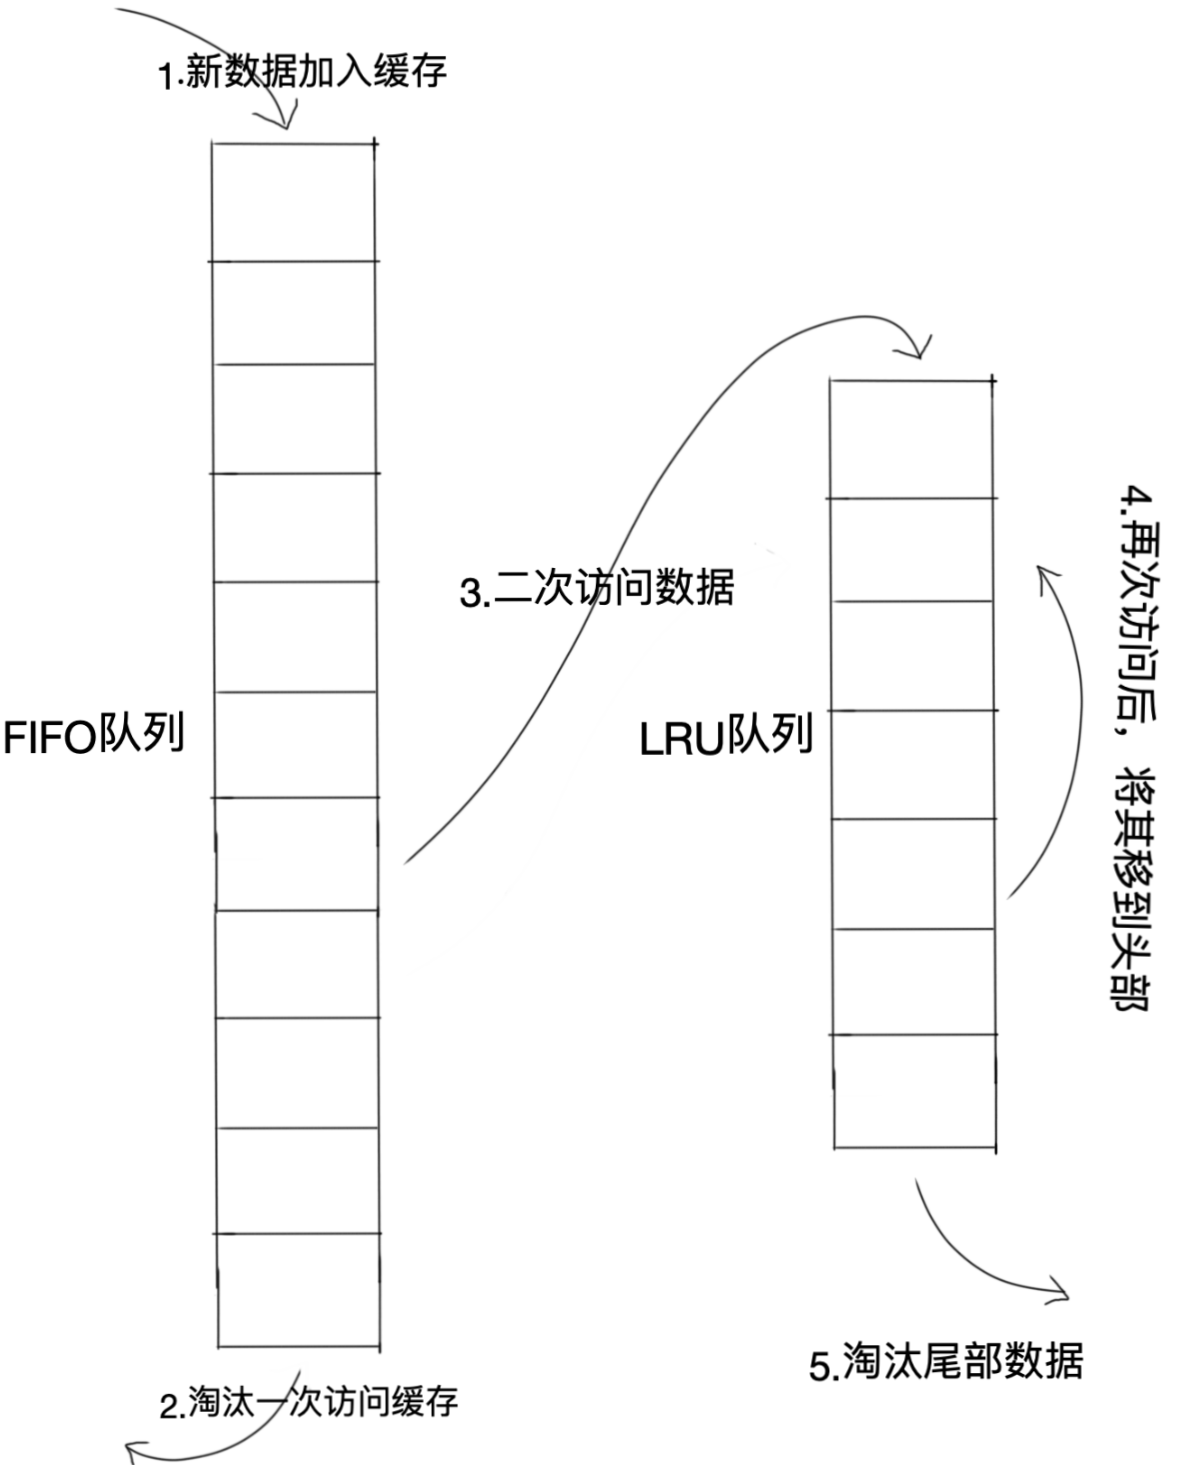 1.新数据加入缓存
3.二次访问数据
FIFO队列
LRU队列
4.再次访问后，将其移到头部
5.淘汰尾部数据
2.淘汰一次访问缓存